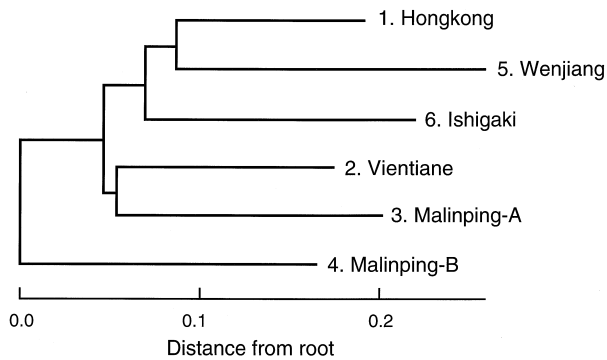 1. Hongkong
5. Wenjiang
6. Ishigaki
2. Vientiane
3. Malinping-A
4. Malinping-B
0.0 0.1 0.2
Distance from root